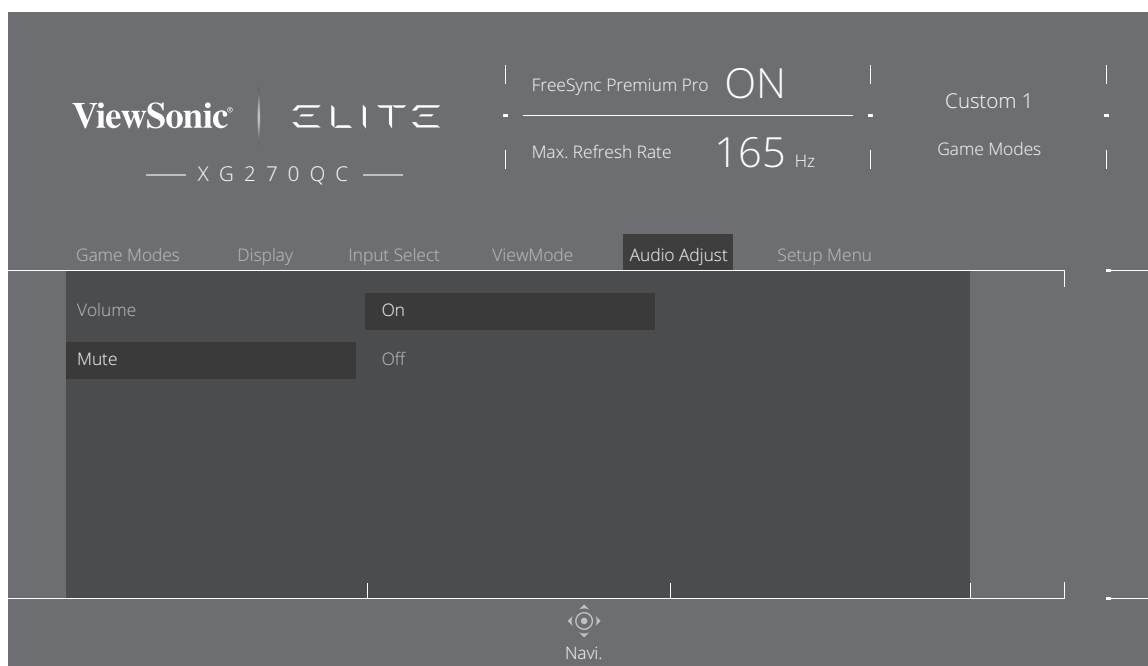 ViewSonic® ELITE
XG270QC
FreeSync Premium Pro ON
Max. Refresh Rate 165 Hz
Custom 1
Game Modes
Game Modes Display Input Select ViewMode Audio Adjust Setup Menu
Volume On
Mute Off
Navi.